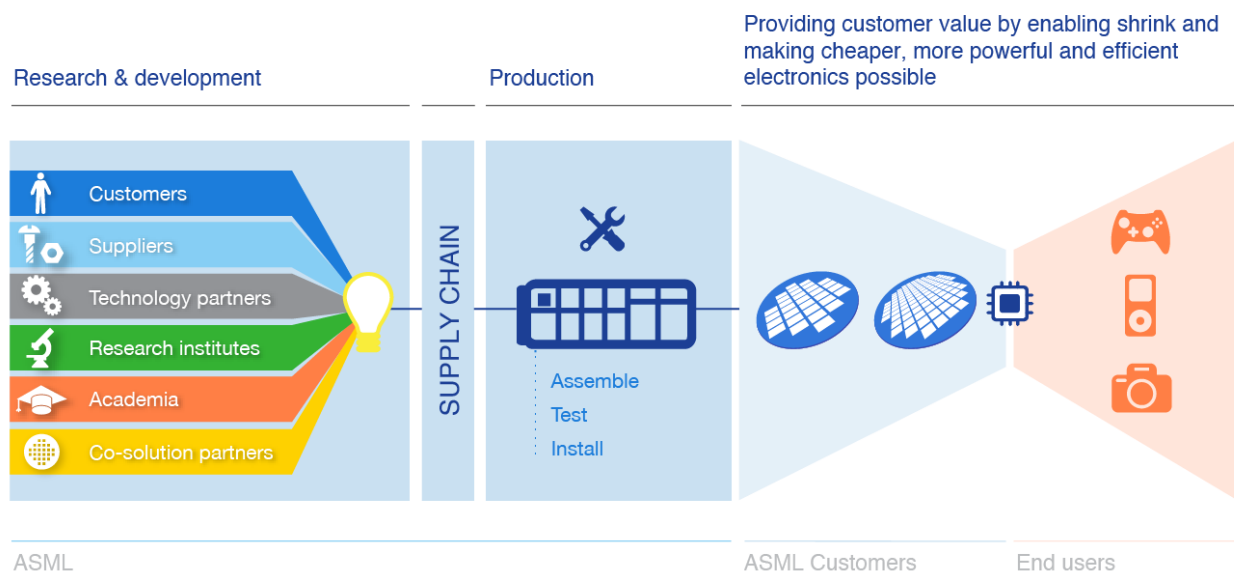 Research & development
Production
Providing customer value by enabling shrink and
making cheaper, more powerful and efficient
electronics possible
Customers
Suppliers
Technology partners
Research institutes
Academia
Co-solution partners
SUPPLY CHAIN
Assemble
Test
Install
ASML
ASML Customers
End users